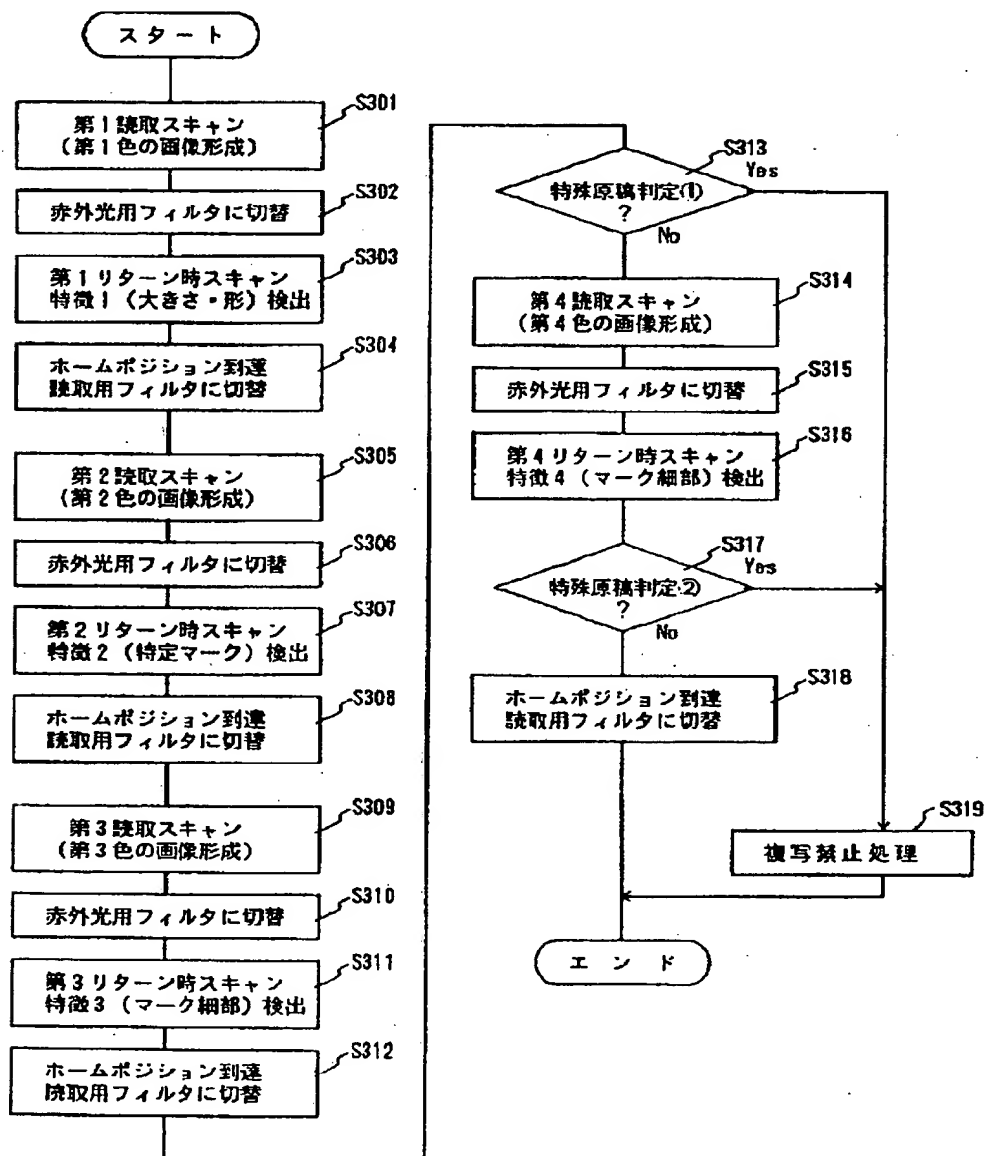 スタート
S301
第1読取スキャン
(第1色の画像形成)
S302
赤外光用フィルタに切替
S303
第1リターン時スキャン
特徴1(大きさ・形)検出
S304
ホームポジション到達
読取用フィルタに切替
S305
第2読取スキャン
(第2色の画像形成)
S306
赤外光用フィルタに切替
S307
第2リターン時スキャン
特徴2(特定マーク)検出
S308
ホームポジション到達
読取用フィルタに切替
S309
第3読取スキャン
(第3色の画像形成)
S310
赤外光用フィルタに切替
S311
第3リターン時スキャン
特徴3(マーク細部)検出
S312
ホームポジション到達
読取用フィルタに切替
S313
Yes
特殊原稿判定①
?
No
S314
第4読取スキャン
(第4色の画像形成)
S315
赤外光用フィルタに切替
S316
第4リターン時スキャン
特徴4(マーク細部)検出
S317
Yes
特殊原稿判定②
?
No
S318
ホームポジション到達
読取用フィルタに切替
S319
複写禁止処理
エンド